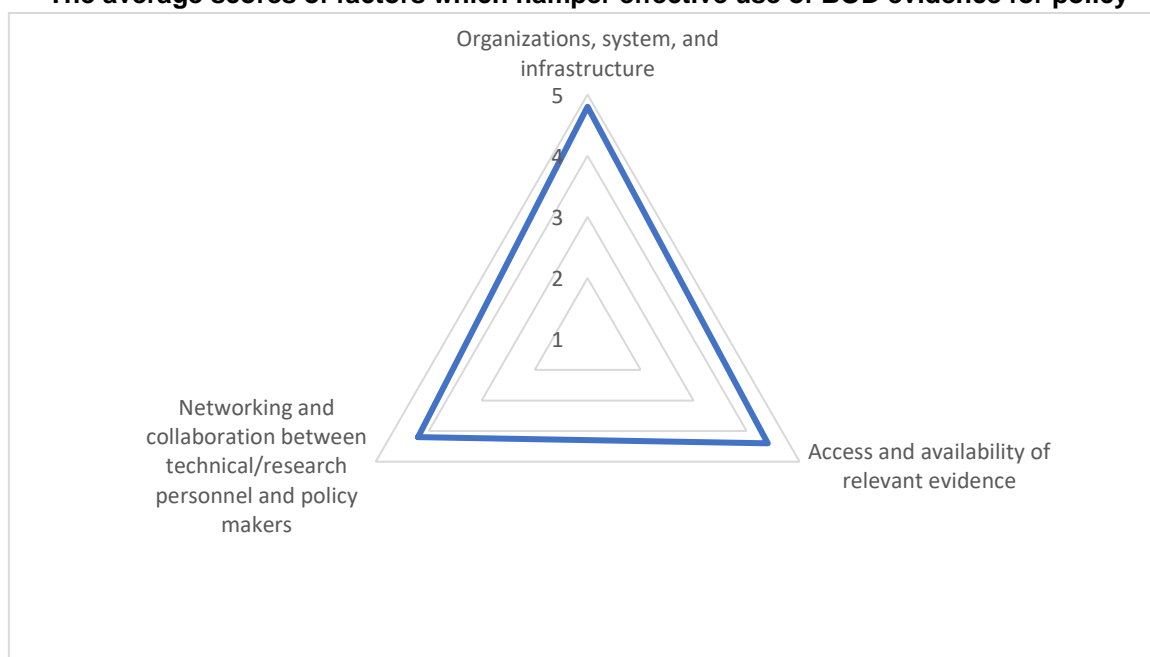 The average scores of factors which hamper effective use of BOD evidence for policy
Organizations, system, and
infrastructure
5
4
3
2
1
Networking and
collaboration between
technical/research
personnel and policy
makers
Access and availability of
relevant evidence